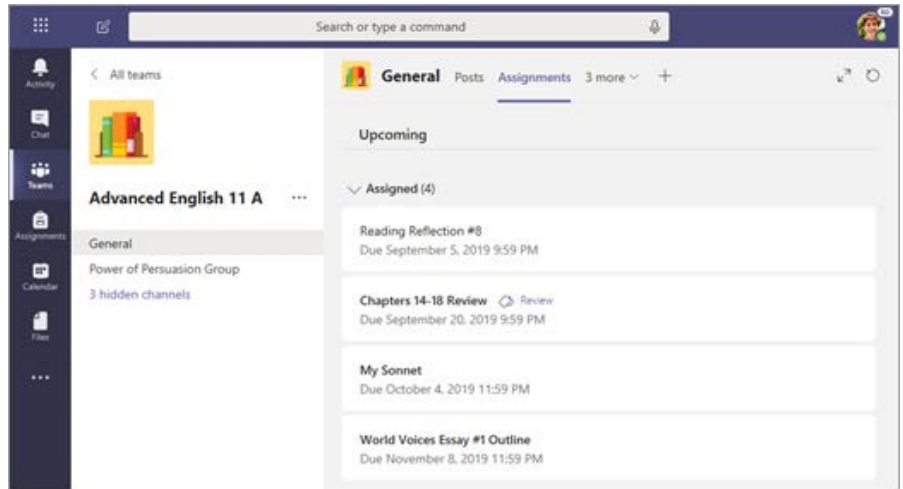 Search or type a command
Activity
Chat
Teams
Assignments
Calendar
Files
All teams
Advanced English 11 A
General
Power of Persuasion Group
3 hidden channels
General Posts Assignments 3 more
Upcoming
Assigned (4)
Reading Reflection #8
Due September 5, 2019 9:59 PM
Chapters 14-18 Review Review
Due September 20, 2019 9:59 PM
My Sonnet
Due October 4, 2019 11:59 PM
World Voices Essay #1 Outline
Due November 8, 2019 11:59 PM